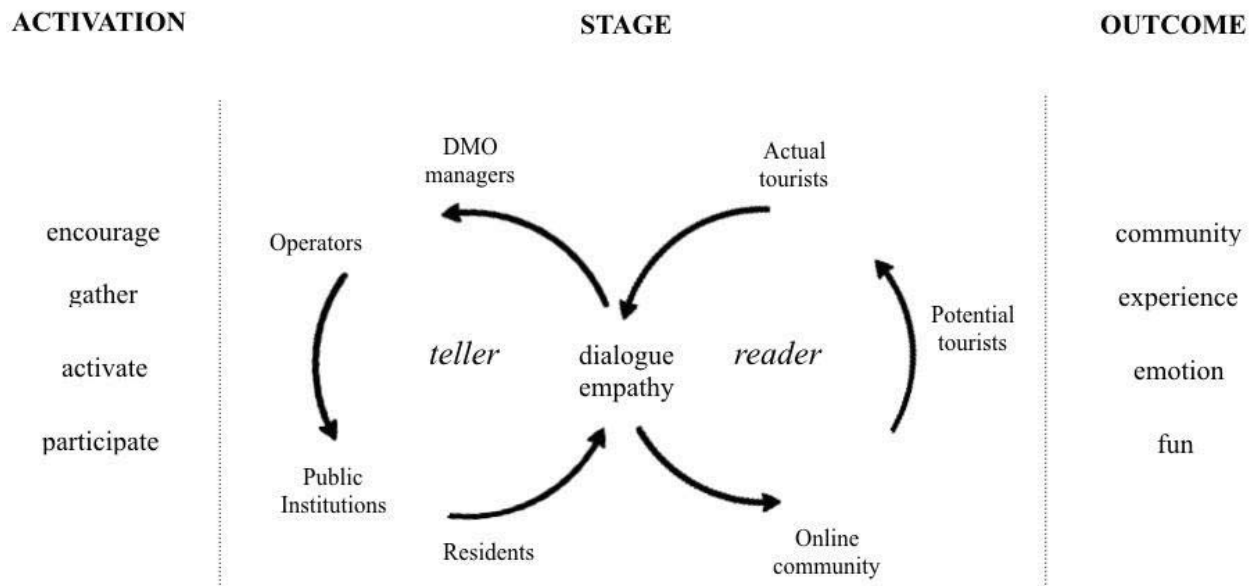 ACTIVATION
STAGE
OUTCOME
encourage
gather
activate
participate
DMO
managers
Operators
Public
Institutions
Residents
teller
dialogue
empathy
reader
Actual
tourists
Potential
tourists
Online
community
community
experience
emotion
fun